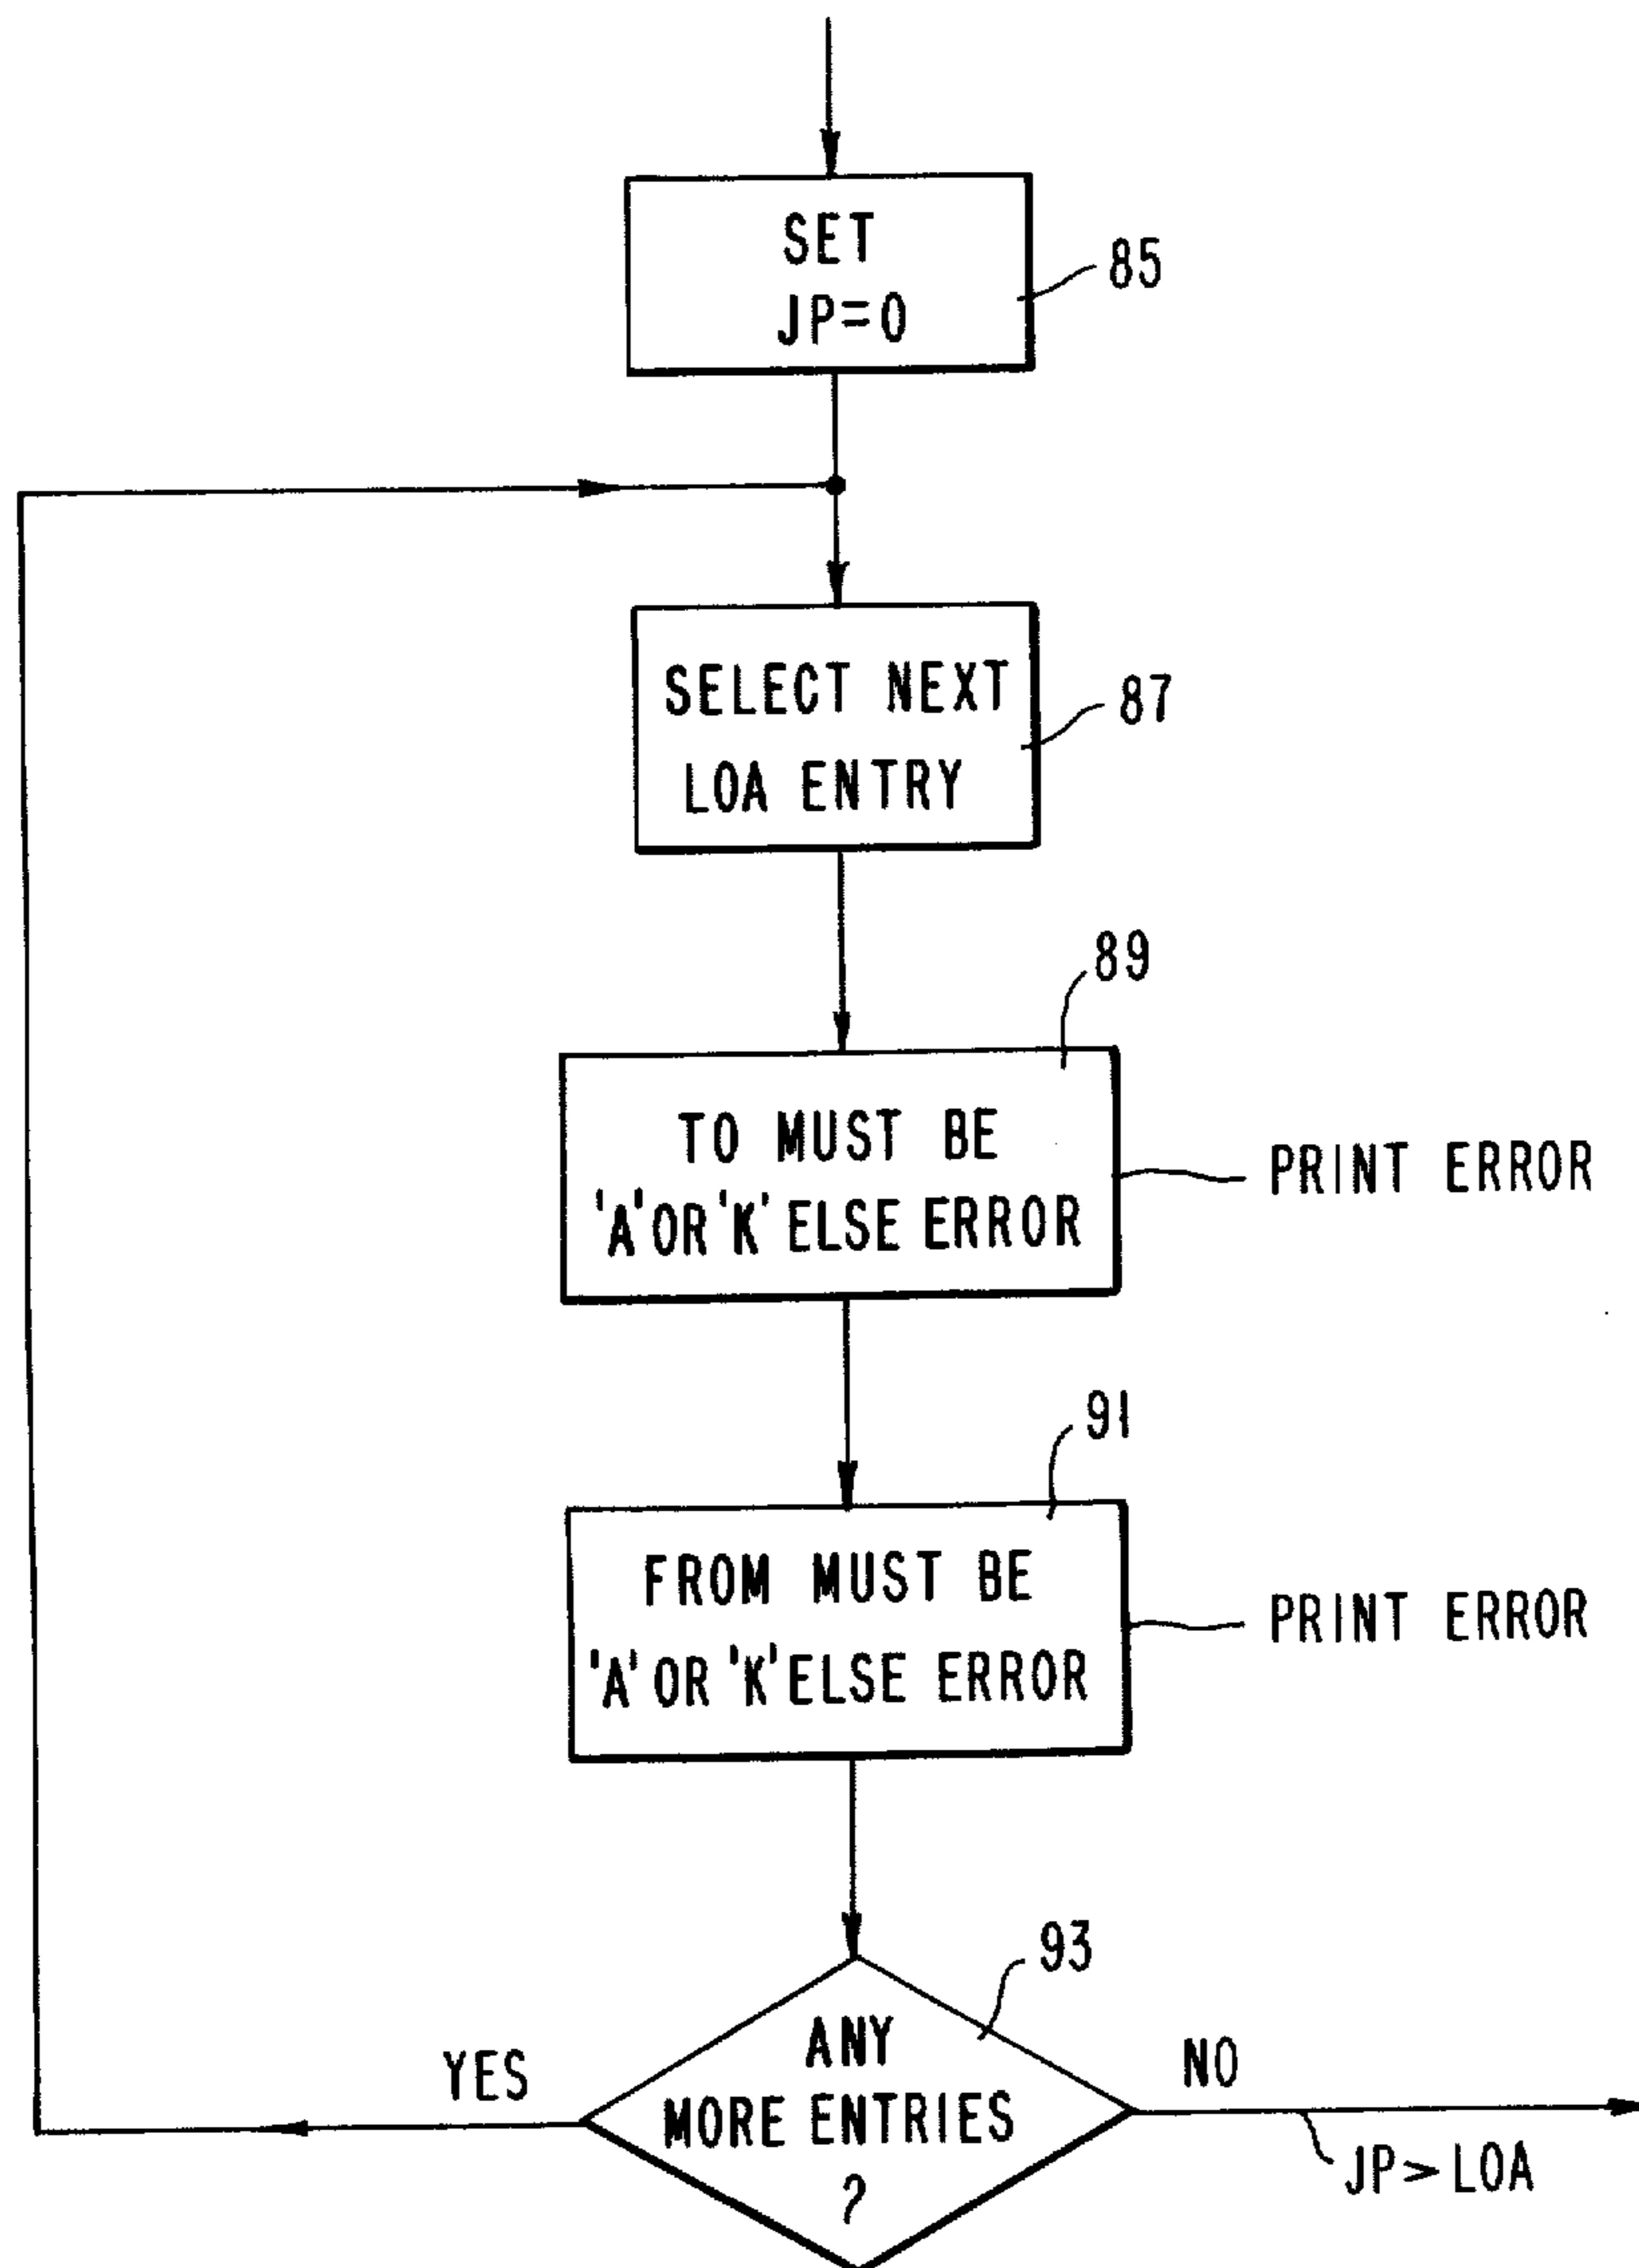 SET
JP=0
85
SELECT NEXT
LOA ENTRY
87
89
TO MUST BE
'A' OR 'K' ELSE ERROR
PRINT ERROR
91
FROM MUST BE
'A' OR 'K' ELSE ERROR
PRINT ERROR
93
ANY
MORE ENTRIES
?
YES
NO
JP > LOA